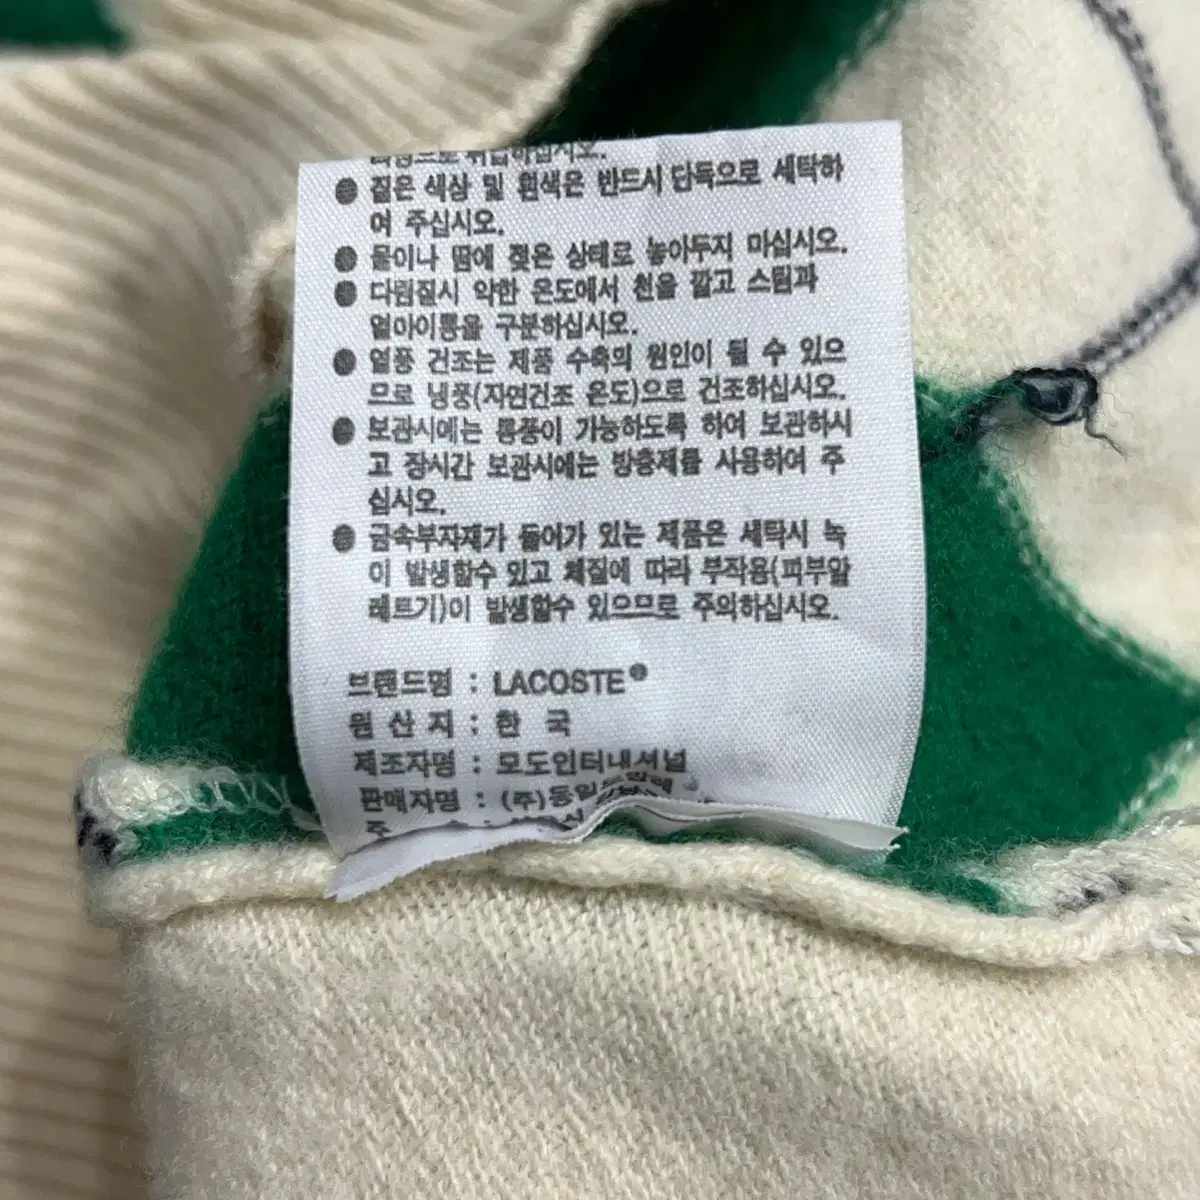 취급하십시오.
● 짙은 색상 및 흰색은 반드시 단독으로 세탁하
여 주십시오.
● 물이나 땀에 젖은 상태로 놓아두지 마십시오.
● 다림질시 약한 온도에서 천을 깔고 스팀과
열아이롱을 구분하십시오.
● 열풍 건조는 제품 수축의 원인이 될 수 있으
므로 냉풍(자연건조 온도)으로 건조하십시오.
● 보관시에는 통풍이 가능하도록 하여 보관하시
고 장시간 보관시에는 방충제를 사용하여 주
십시오.
● 금속부자재가 들어가 있는 제품은 세탁시 녹
이 발생할수 있고 체질에 따라 부작용(피부알
레르기)이 발생할수 있으므로 주의하십시오.
브랜드명 : LACOSTE®
원 산 지 : 한 국
제조자명 : 모도인터내셔널
판매자명 : (주)동일드방레